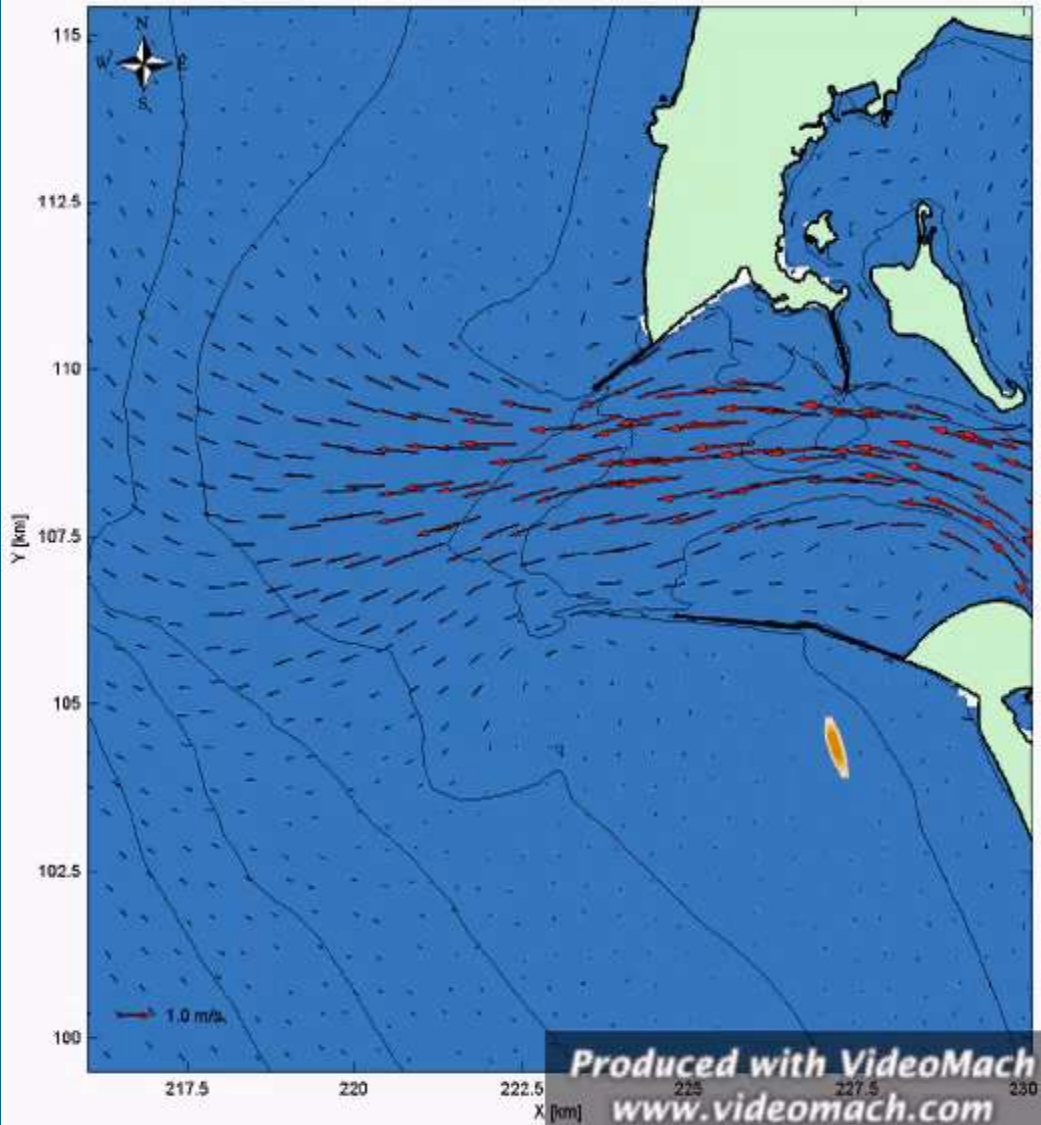 115
N
W E
S
112.5
110
Y [km]
107.5
105
102.5
1.0 m/s
100
217.5 220 222.5 225 227.5 230
X [km]
Produced with VideoMach
www.videomach.com